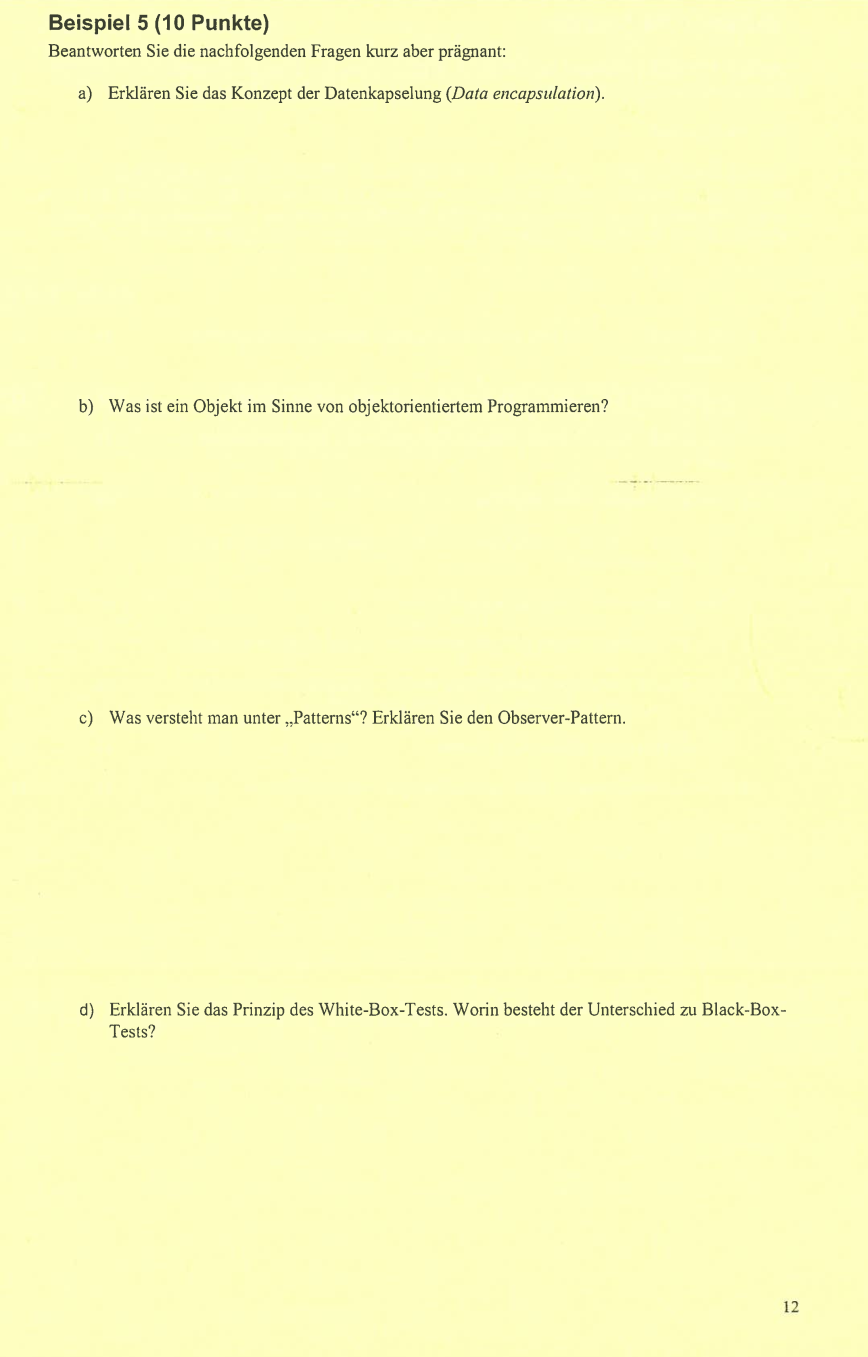 Beispiel 5 (10 Punkte)
Beantworten Sie die nachfolgenden Fragen kurz aber prägnant:
a) Erklären Sie das Konzept der Datenkapselung (Data encapsulation).
b) Was ist ein Objekt im Sinne von objektorientiertem Programmieren?
c) Was versteht man unter „Patterns“? Erklären Sie den Observer-Pattern.
d) Erklären Sie das Prinzip des White-Box-Tests. Worin besteht der Unterschied zu Black-Box-
Tests?
12